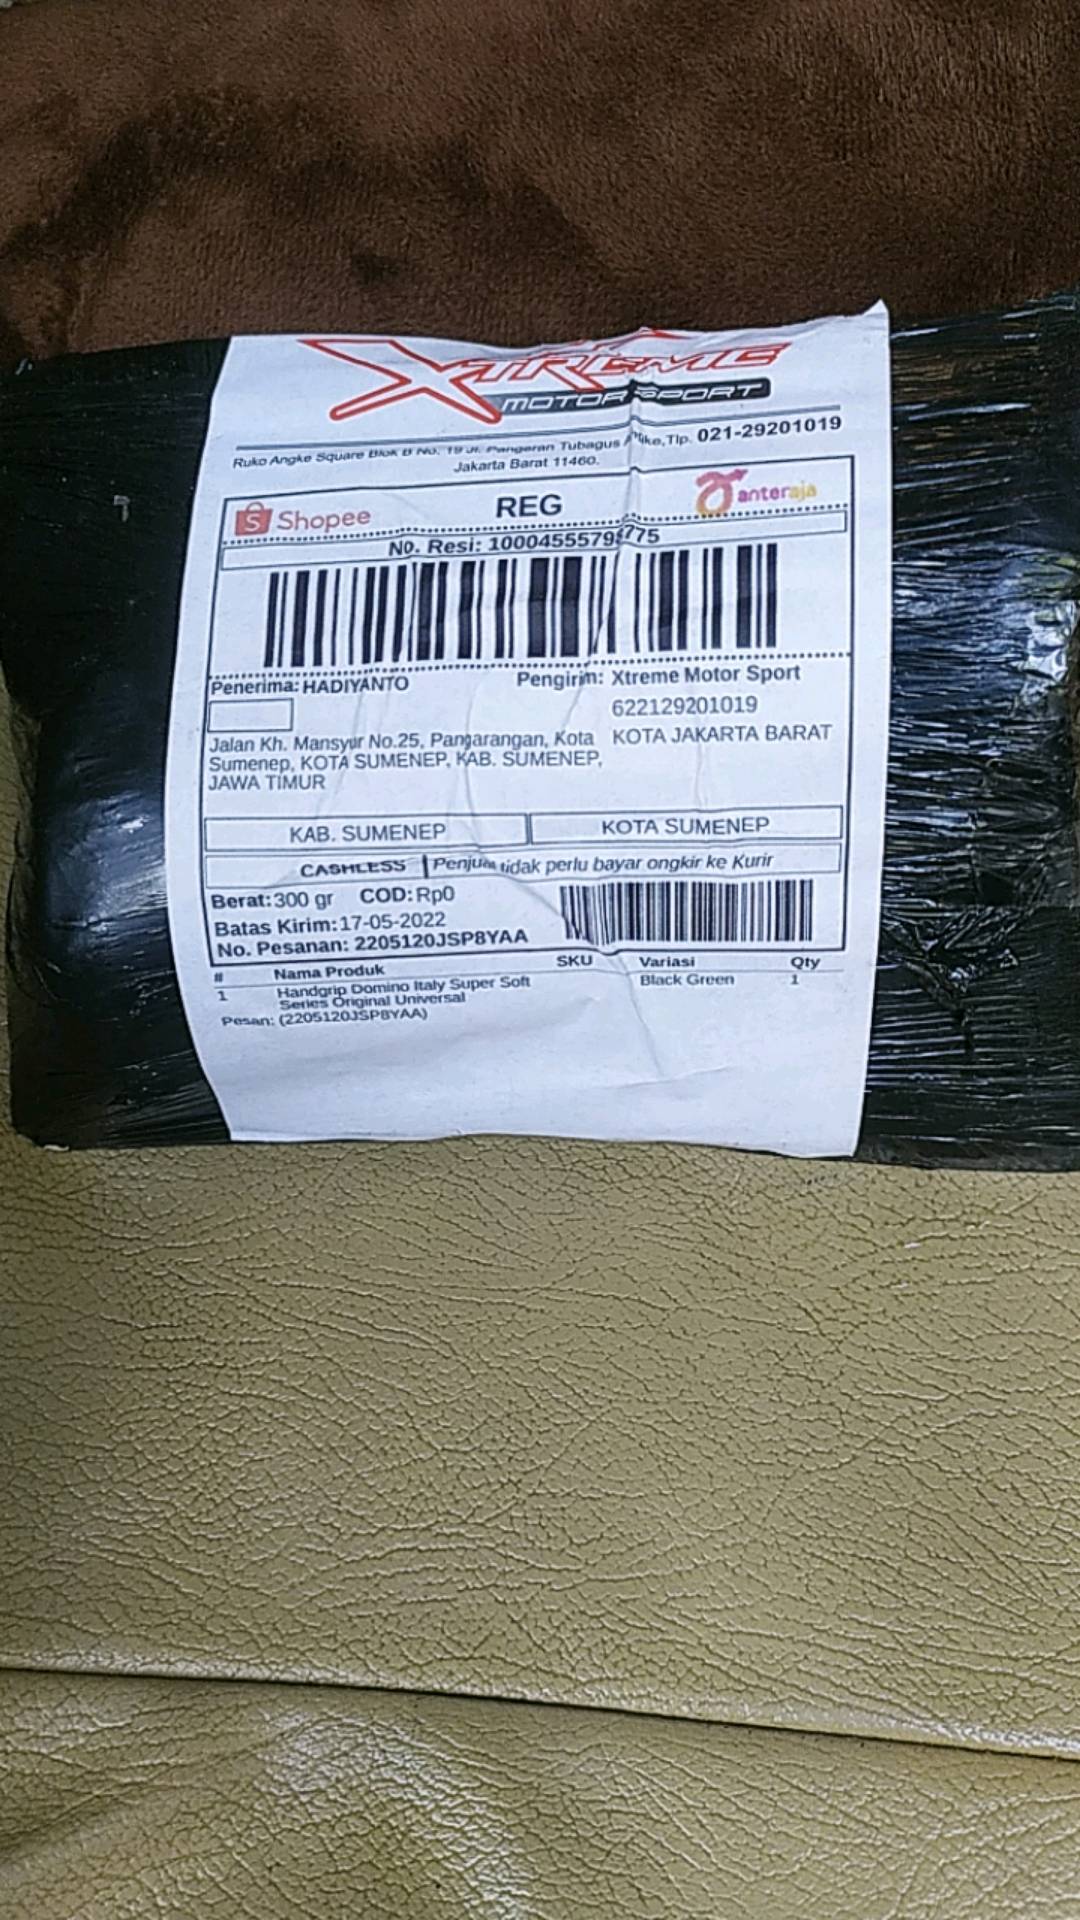 XTREME
MOTOR SPORT
Ruko Angke Square Blok B No. 19 Jl. Pangeran Tubagus Angke, Tlp. 021-29201019
Jakarta Barat 11460.
Shopee REG anteraja
No. Resi: 10004555798775
Penerima: HADIYANTO Pengirim: Xtreme Motor Sport
622129201019
Jalan Kh. Mansyur No.25, Pangarangan, Kota KOTA JAKARTA BARAT
Sumenep, KOTA SUMENEP, KAB. SUMENEP,
JAWA TIMUR
KAB. SUMENEP KOTA SUMENEP
CASHLESS Penjual tidak perlu bayar ongkir ke Kurir
Berat: 300 gr COD: Rp0
Batas Kirim: 17-05-2022
No. Pesanan: 2205120JSP8YAA
# Nama Produk SKU Variasi Qty
1 Handgrip Domino Italy Super Soft Black Green 1
Series Original Universal
Pesan: (2205120JSP8YAA)